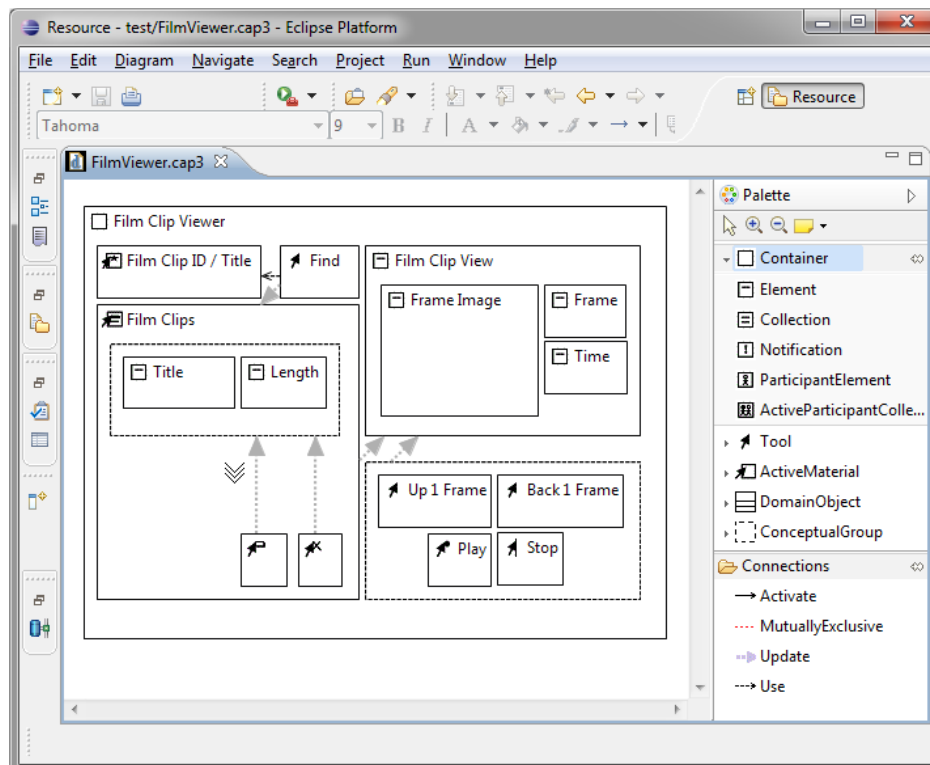 Resource - test/FilmViewer.cap3 - Eclipse Platform
File Edit Diagram Navigate Search Project Run Window Help
Resource
Tahoma 9 B I A
FilmViewer.cap3
Film Clip Viewer
Film Clip ID / Title
Find
Film Clip View
Frame Image
Frame
Time
Film Clips
Title
Length
Up 1 Frame
Back 1 Frame
Play
Stop
Palette
Container
Element
Collection
Notification
ParticipantElement
ActiveParticipantColle...
Tool
ActiveMaterial
DomainObject
ConceptualGroup
Connections
Activate
MutuallyExclusive
Update
Use